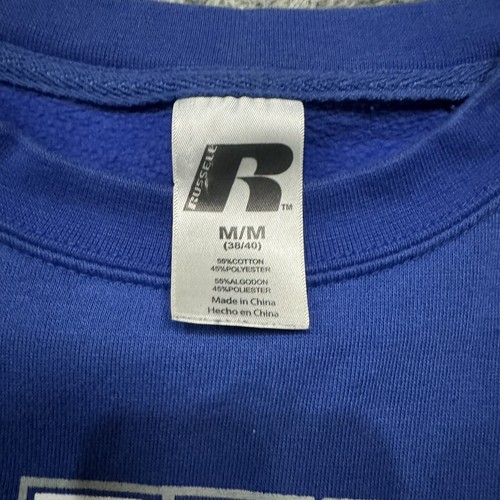 RUSSELL
R
TM
M/M
(38/40)
55%COTTON
45%POLYESTER
55%ALGODON
45%POLIESTER
Made in China
Hecho en China